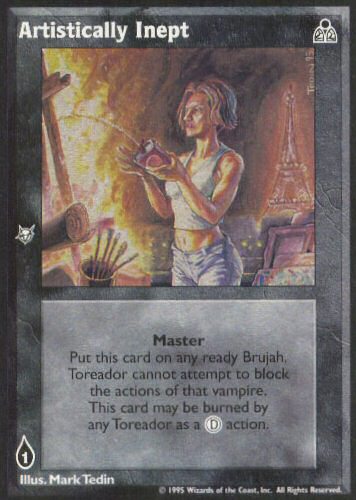 Artistically Inept
Tedin 95
Master
Put this card on any ready Brujah.
Toreador cannot attempt to block
the actions of that vampire.
This card may be burned by
any Toreador as a Ⓓ action.
1
Illus. Mark Tedin
© 1995 Wizards of the Coast, Inc. All Rights Reserved.